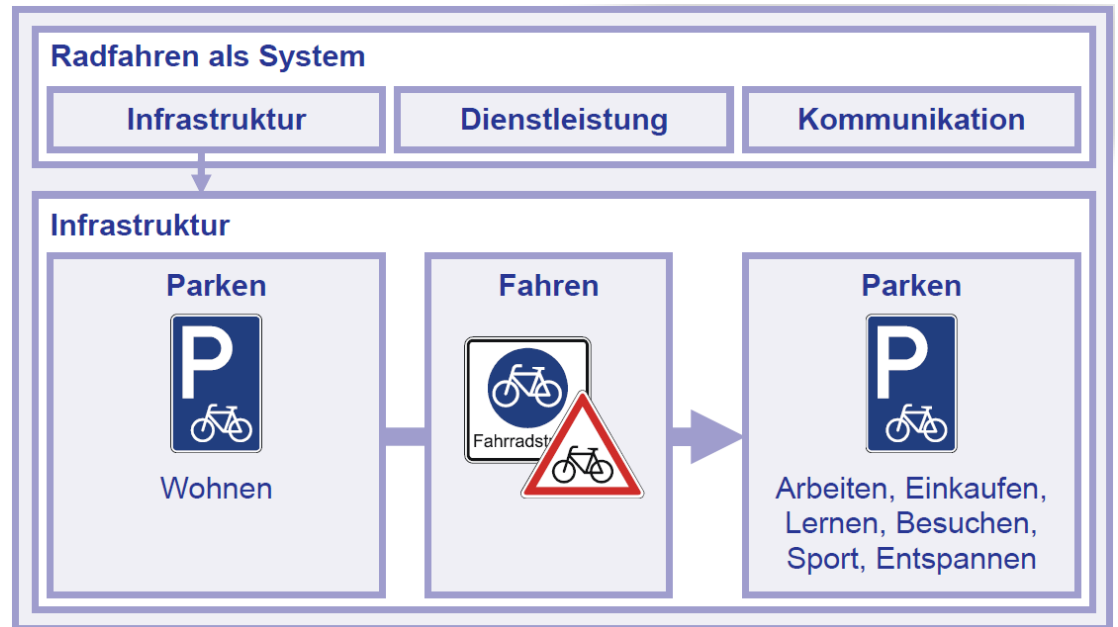 Radfahren als System
Infrastruktur
Dienstleistung
Kommunikation
Infrastruktur
Parken
P
Wohnen
Fahren
Parken
P
Arbeiten, Einkaufen,
Lernen, Besuchen,
Sport, Entspannen